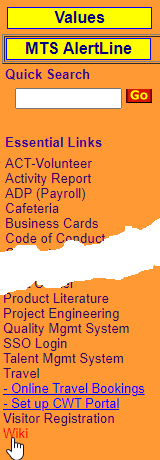 Values
MTS AlertLine
Quick Search
Go
Essential Links
ACT-Volunteer
Activity Report
ADP (Payroll)
Cafeteria
Business Cards
Code of Conduct
Product Literature
Project Engineering
Quality Mgmt System
SSO Login
Talent Mgmt System
Travel
- Online Travel Bookings
- Set up CWT Portal
Visitor Registration
Wiki